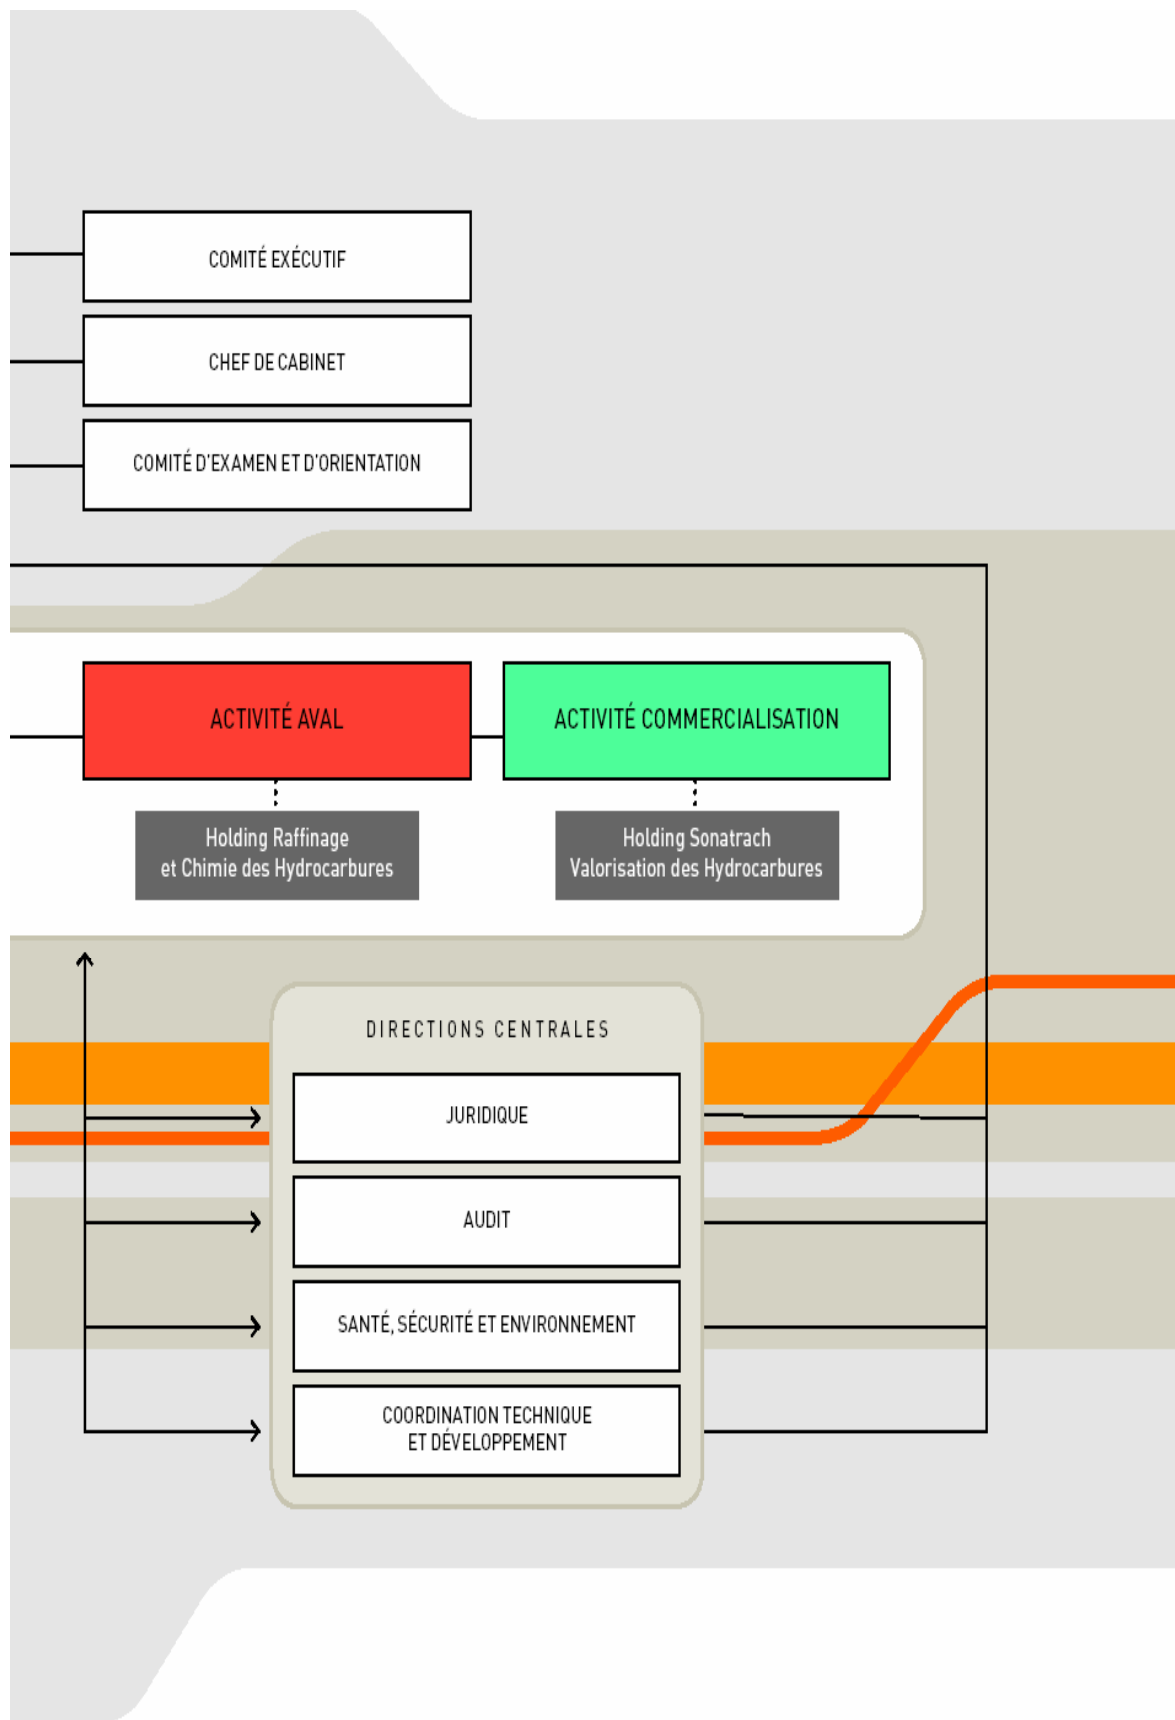 COMITÉ EXÉCUTIF
CHEF DE CABINET
COMITÉ D'EXAMEN ET D'ORIENTATION
ACTIVITÉ AVAL
ACTIVITÉ COMMERCIALISATION
Holding Raffinage
et Chimie des Hydrocarbures
Holding Sonatrach
Valorisation des Hydrocarbures
DIRECTIONS CENTRALES
JURIDIQUE
AUDIT
SANTÉ, SÉCURITÉ ET ENVIRONNEMENT
COORDINATION TECHNIQUE
ET DÉVELOPPEMENT